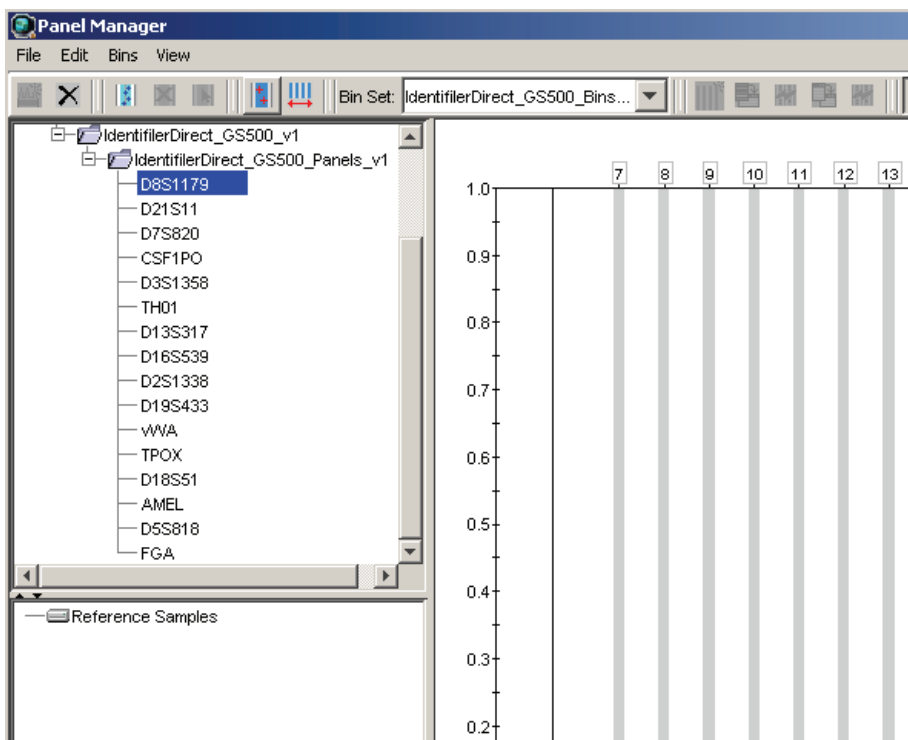 Panel Manager
File Edit Bins View
Bin Set: IdentifilerDirect_GS500_Bins...
IdentifilerDirect_GS500_v1
IdentifilerDirect_GS500_Panels_v1
D8S1179
D21S11
D7S820
CSF1PO
D3S1358
TH01
D13S317
D16S539
D2S1338
D19S433
vWA
TPOX
D18S51
AMEL
D5S818
FGA
Reference Samples
7 8 9 10 11 12 13
1.0
0.9
0.8
0.7
0.6
0.5
0.4
0.3
0.2